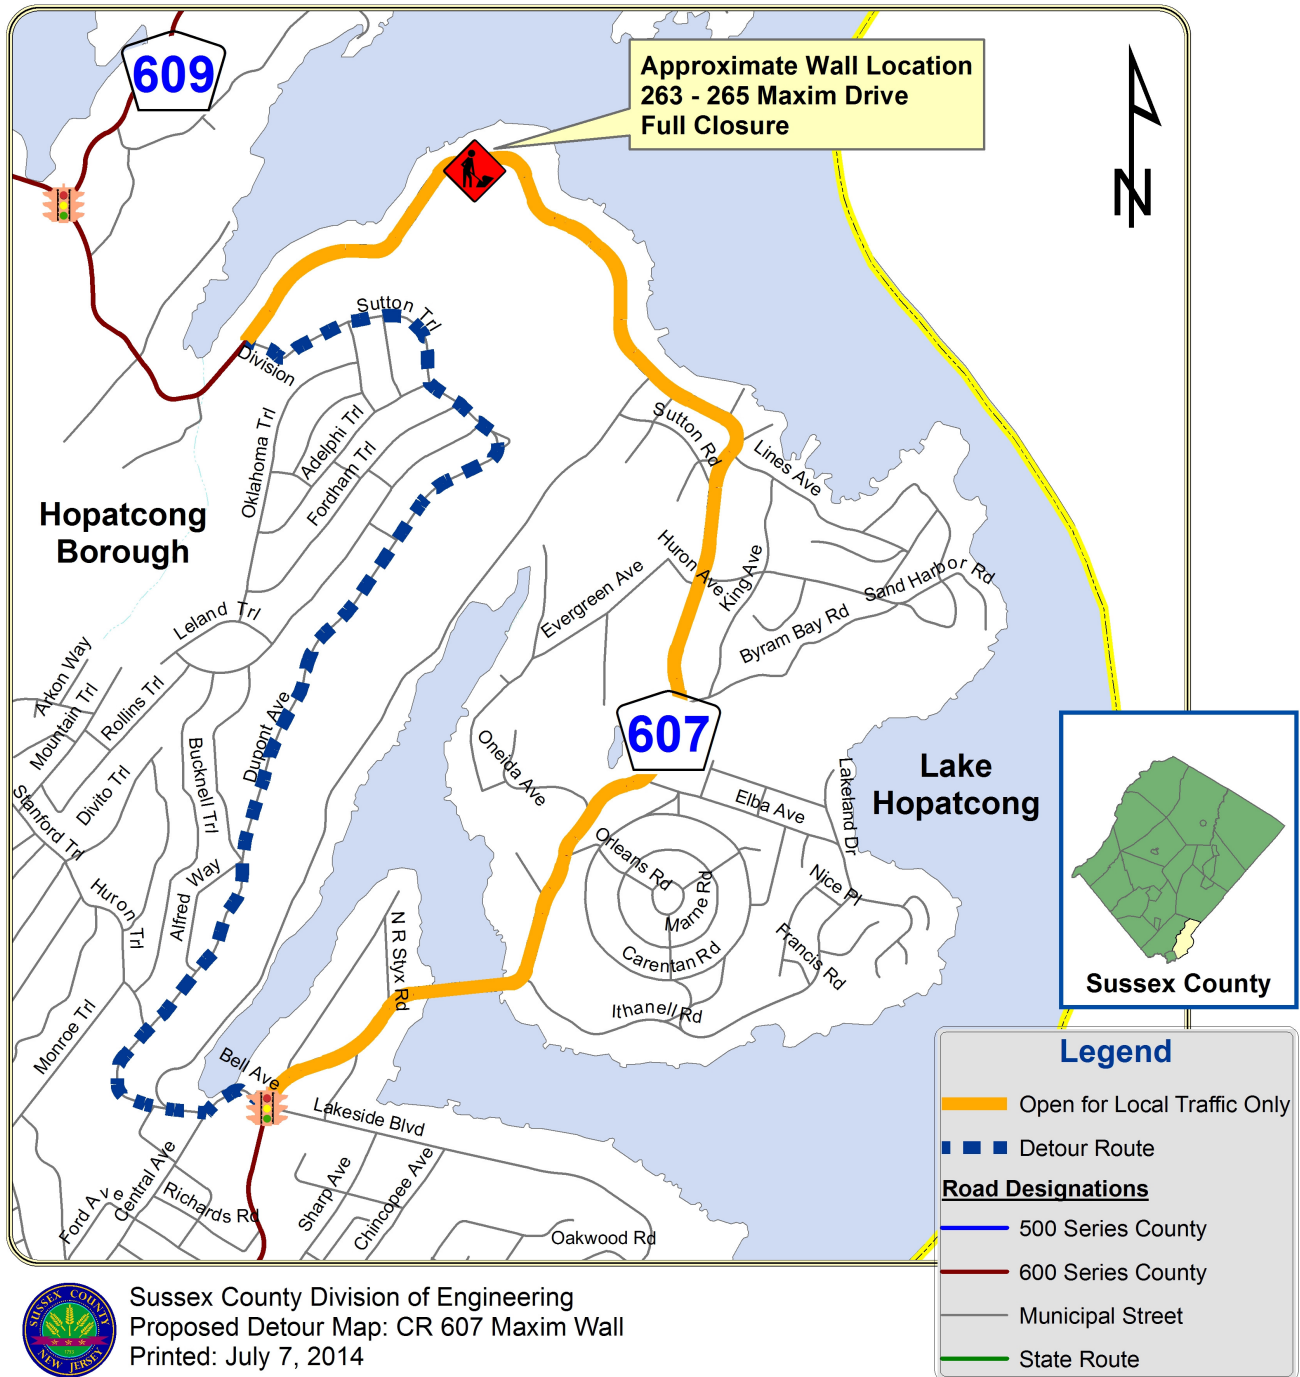 609
Approximate Wall Location
263 - 265 Maxim Drive
Full Closure
N
Sutton Trl
Division
Oklahoma Trl
Adelphi Trl
Fordham Trl
Sutton Rd
Lines Ave
Hopatcong
Borough
Huron Ave
King Ave
Evergreen Ave
Sand Harbor Rd
Byram Bay Rd
Leland Trl
Arkon Way
Mountain Trl
Rollins Trl
Dupont Ave
Bucknell Trl
Divito Trl
Stanford Trl
607
Oneida Ave
Lake
Hopatcong
Elba Ave
Lakeland Dr
Orleans Rd
Marne Rd
Nice Pl
Carentan Rd
Francis Rd
Ithanell Rd
Huron Trl
Alfred Way
N R Styx Rd
Monroe Trl
Bell Ave
Lakeside Blvd
Ford Ave
Central Ave
Richards Rd
Sharp Ave
Chincopee Ave
Oakwood Rd
Sussex County
Legend
Open for Local Traffic Only
Detour Route
Road Designations
500 Series County
600 Series County
Municipal Street
State Route
SUSSEX COUNTY
1753
NEW JERSEY
Sussex County Division of Engineering
Proposed Detour Map: CR 607 Maxim Wall
Printed: July 7, 2014